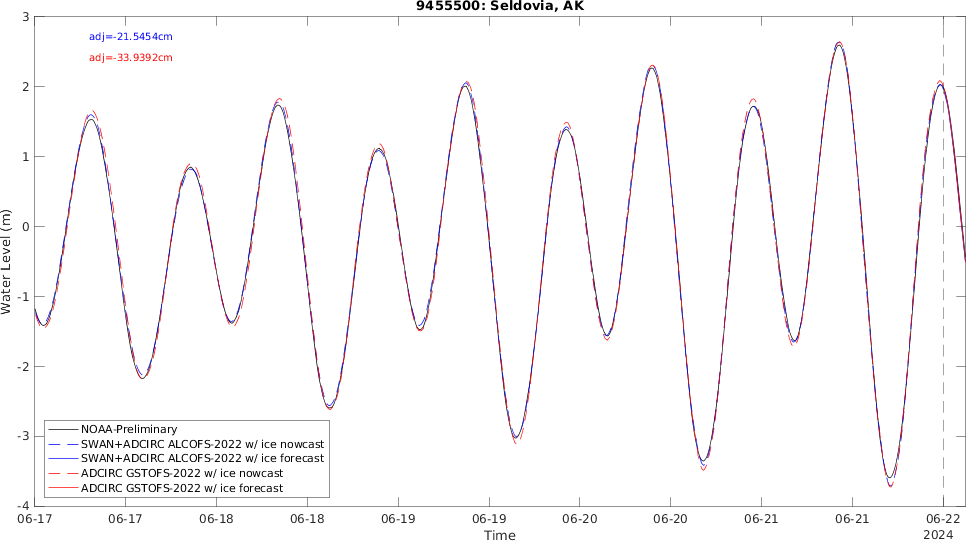 9455500: Seldovia, AK
adj=-21.5454cm
adj=-33.9392cm
3
2
1
0
-1
-2
-3
-4
Water Level (m)
NOAA-Preliminary
SWAN+ADCIRC ALCOFS-2022 w/ ice nowcast
SWAN+ADCIRC ALCOFS-2022 w/ ice forecast
ADCIRC GSTOFS-2022 w/ ice nowcast
ADCIRC GSTOFS-2022 w/ ice forecast
06-17 06-17 06-18 06-18 06-19 06-19 06-20 06-20 06-21 06-21 06-22
Time
2024